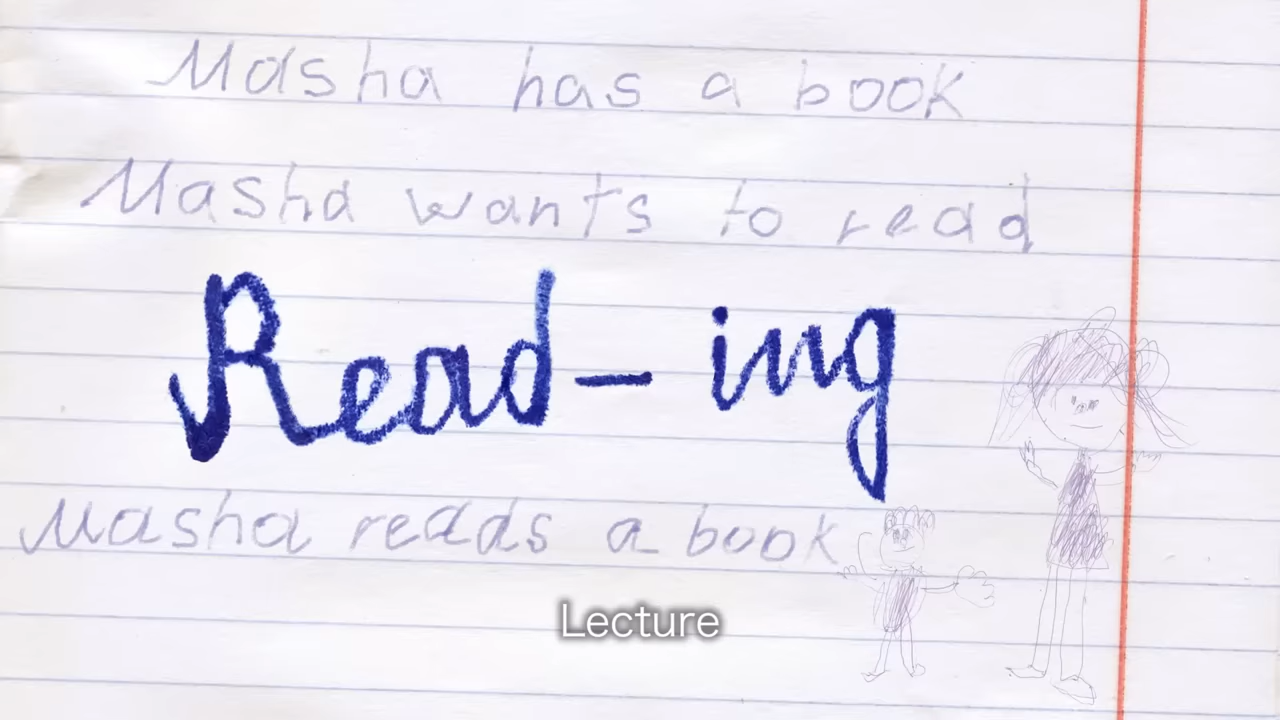 Masha has a book
Masha wants to read
Read-ing
Masha reads a book
Lecture